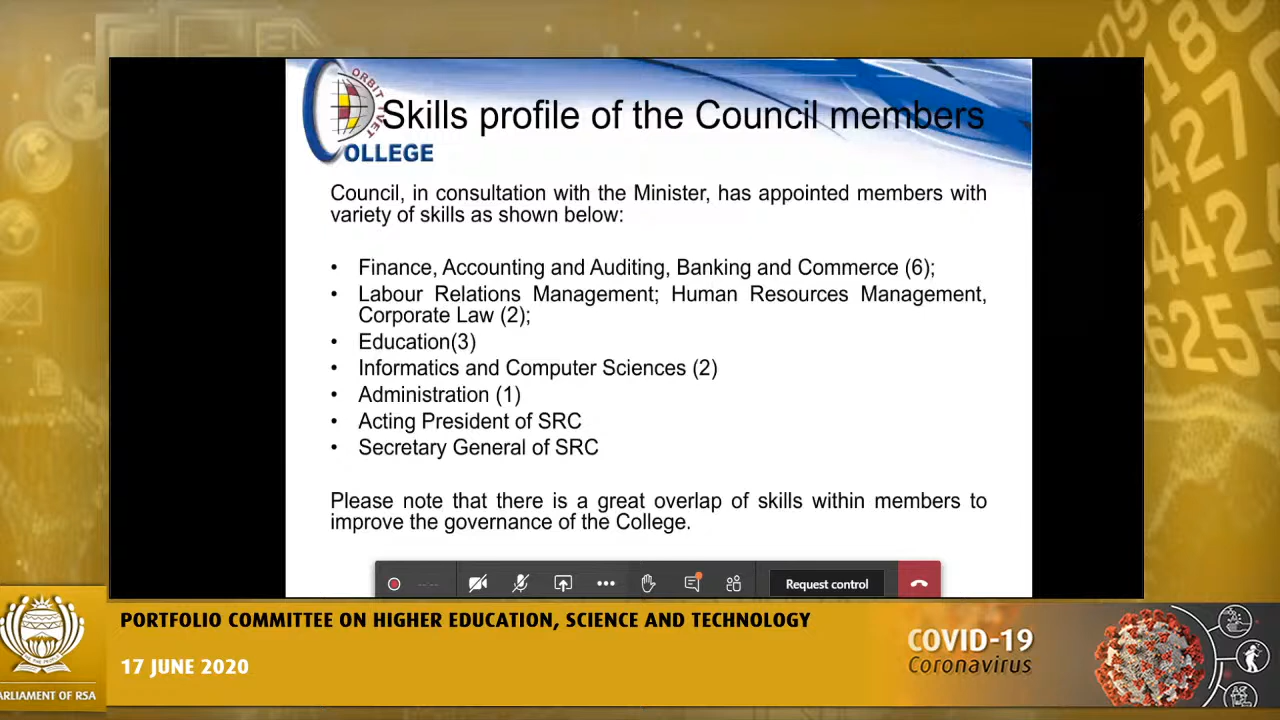 ORBIT TVET
Skills profile of the Council members
OLLEGE
Council, in consultation with the Minister, has appointed members with
variety of skills as shown below:
• Finance, Accounting and Auditing, Banking and Commerce (6);
• Labour Relations Management; Human Resources Management,
Corporate Law (2);
• Education(3)
• Informatics and Computer Sciences (2)
• Administration (1)
• Acting President of SRC
• Secretary General of SRC
Please note that there is a great overlap of skills within members to
improve the governance of the College.
Request control
PORTFOLIO COMMITTEE ON HIGHER EDUCATION, SCIENCE AND TECHNOLOGY
17 JUNE 2020
COVID-19
Coronavirus
ARLIAMENT OF RSA